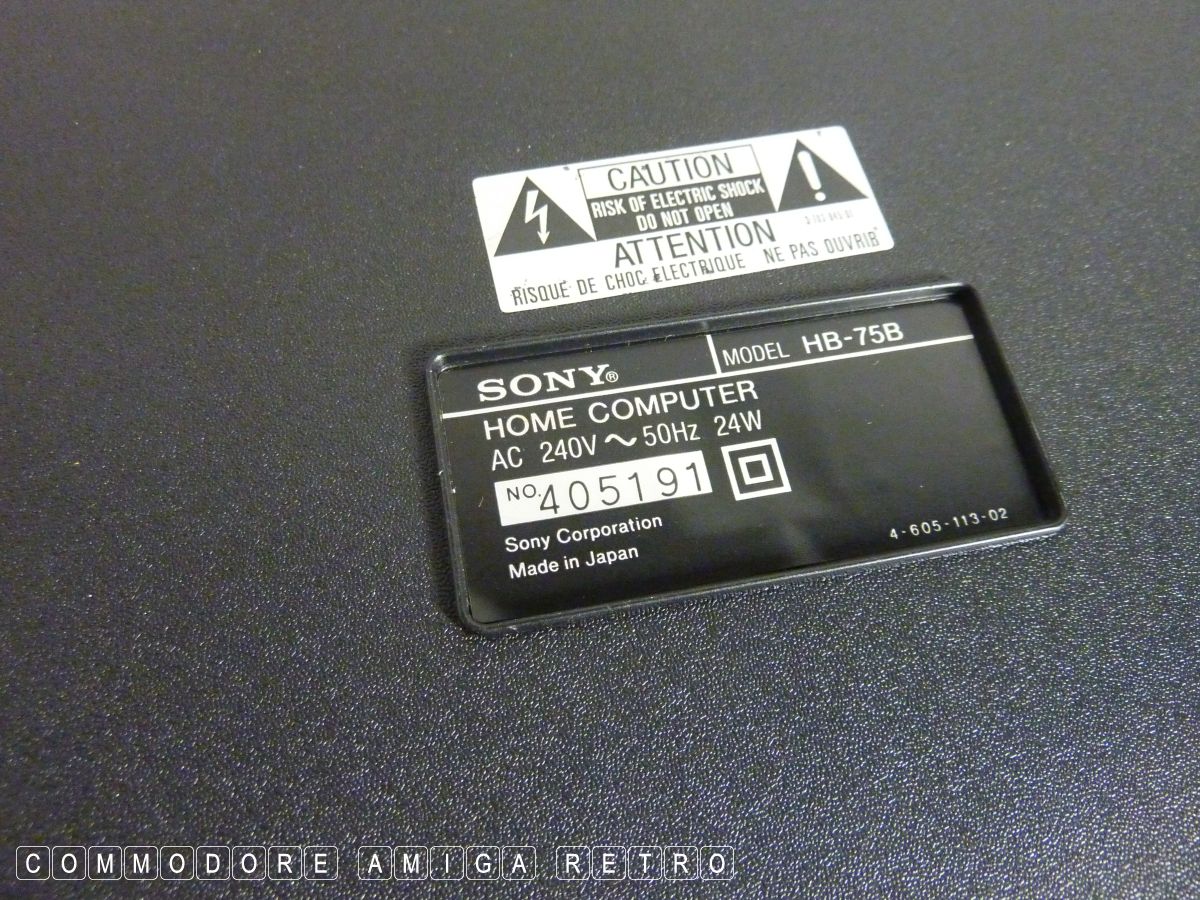 CAUTION
RISK OF ELECTRIC SHOCK
DO NOT OPEN
ATTENTION
RISQUE DE CHOC ELECTRIQUE NE PAS OUVRIR
SONY®
MODEL HB-75B
HOME COMPUTER
AC 240V ~ 50Hz 24W
NO. 405191
Sony Corporation
Made in Japan
4-605-113-02
COMMODORE AMIGA RETRO